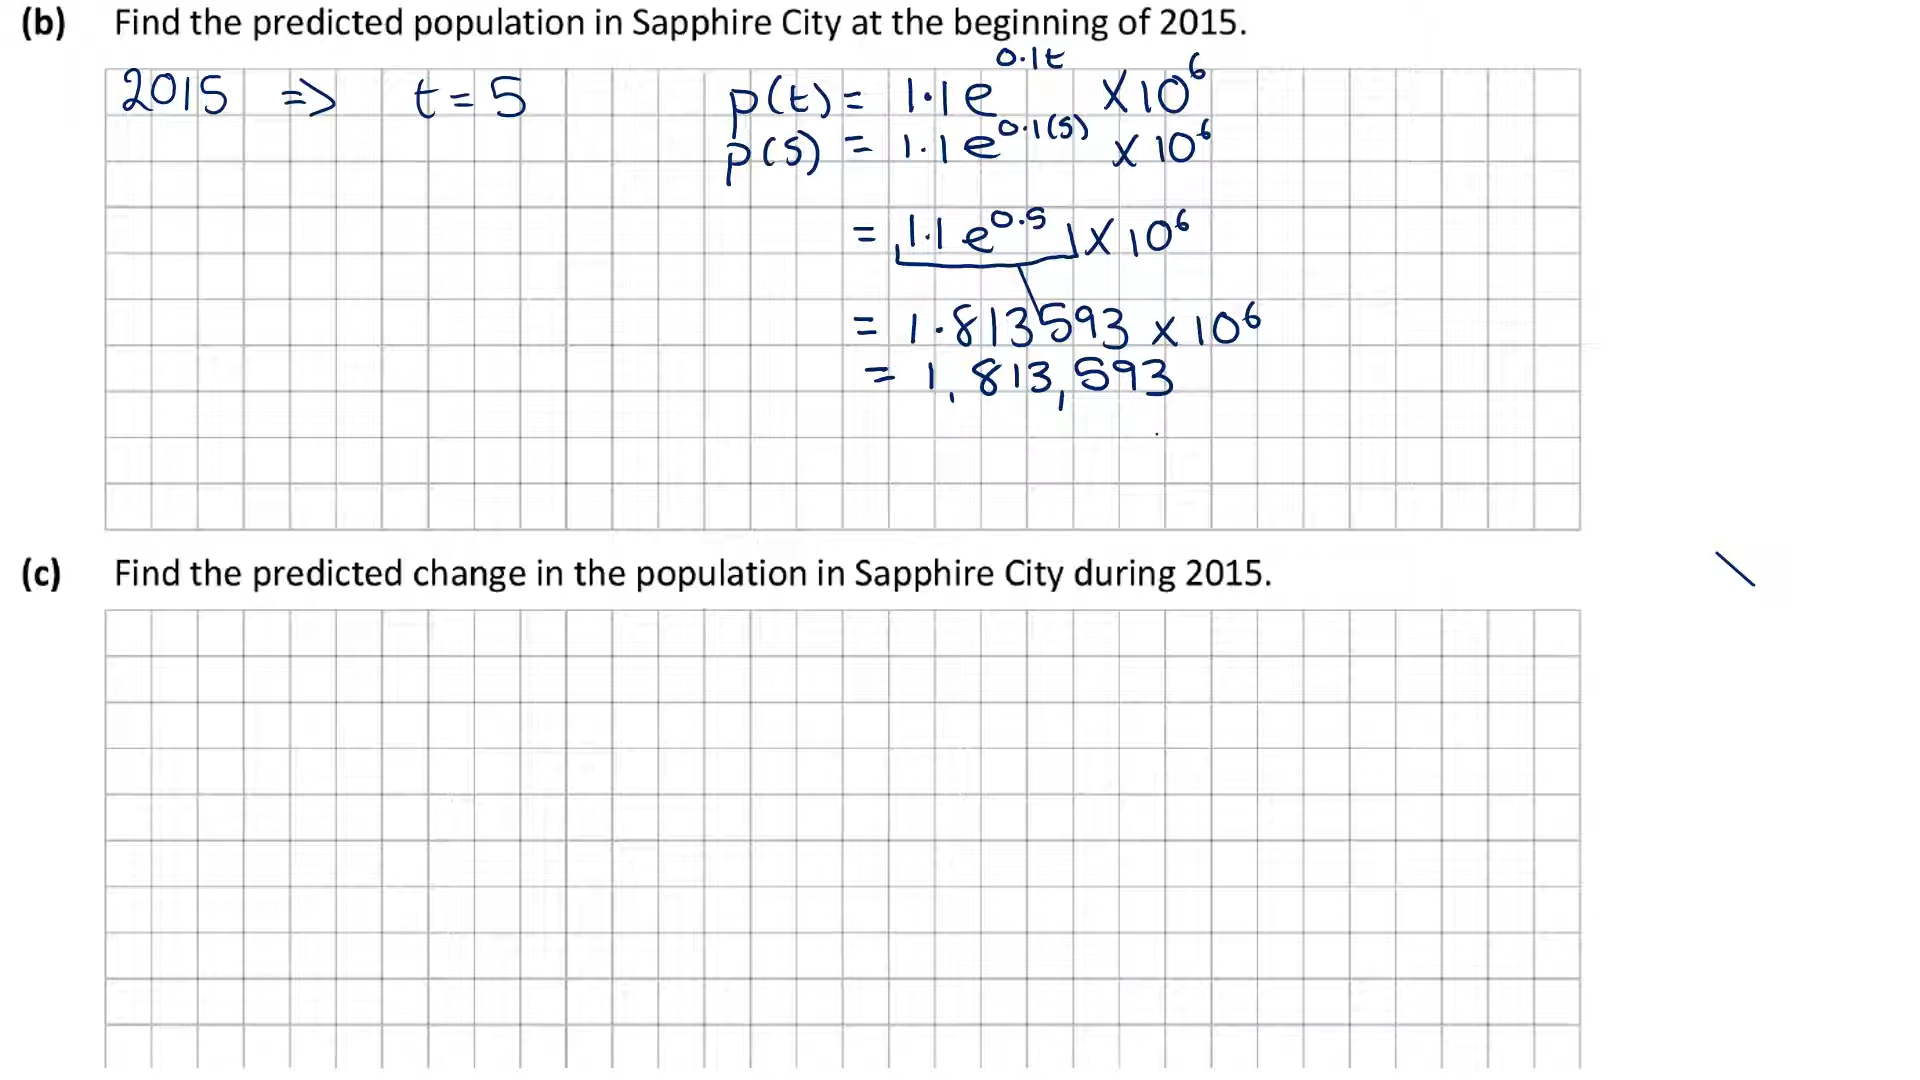 (b) Find the predicted population in Sapphire City at the beginning of 2015.
2015 => t = 5 p(t) = 1.1e^0.1t × 10^6
p(5) = 1.1e^0.1(5) × 10^6
= 1.1e^0.5 × 10^6
= 1.813593 × 10^6
= 1,813,593
(c) Find the predicted change in the population in Sapphire City during 2015.